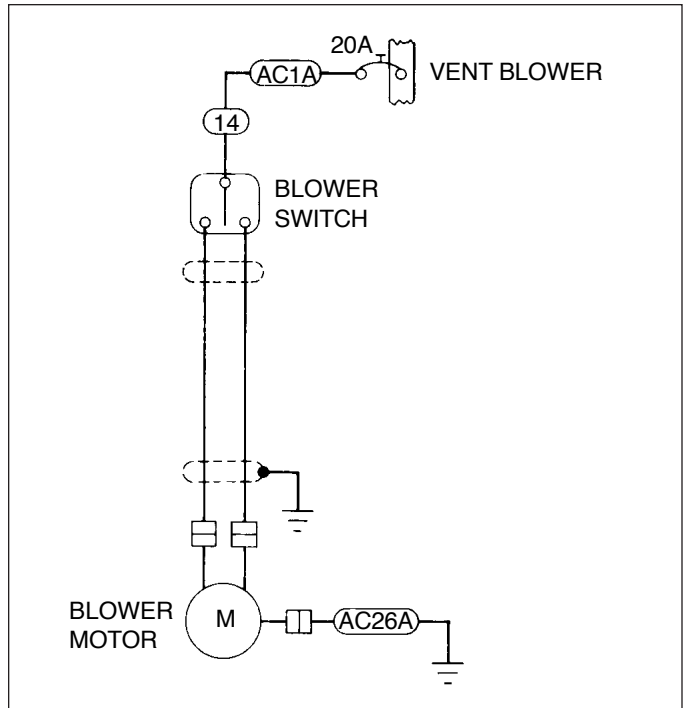 20A
AC1A
VENT BLOWER
14
BLOWER
SWITCH
BLOWER
MOTOR
M
AC26A